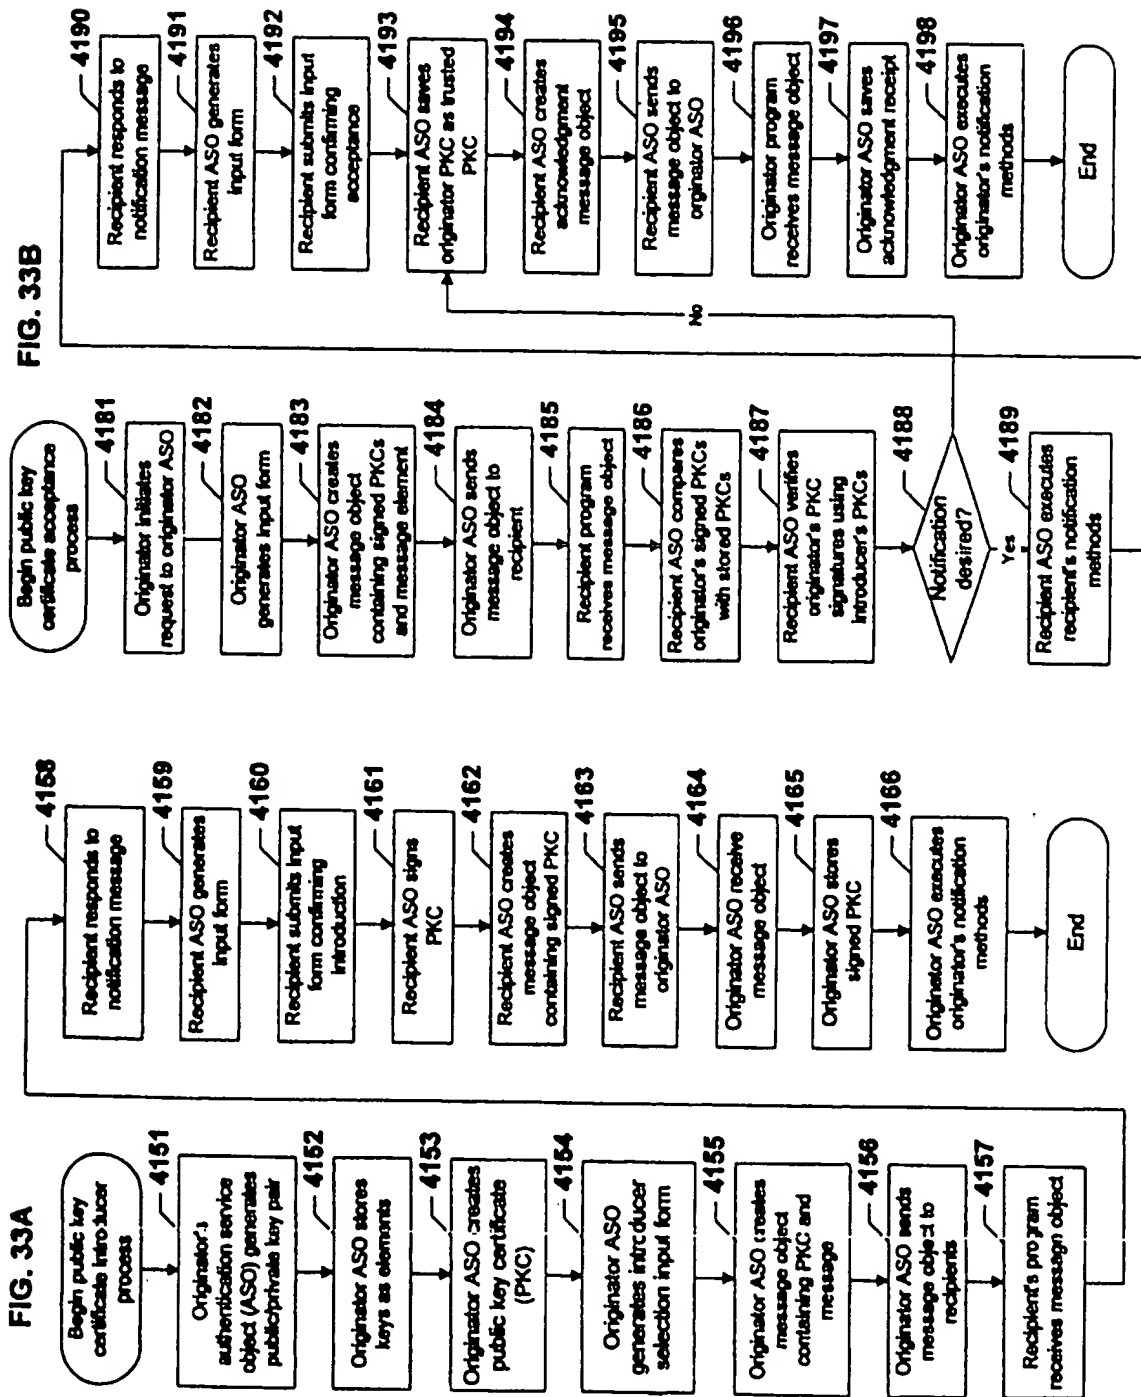 FIG. 33A
Begin public key
certificate introducer
process
4151
Originator's
authentication service
object (ASO) generates
public/private key pair
4152
Originator ASO stores
keys as elements
4153
Originator ASO creates
public key certificate
(PKC)
4154
Originator ASO
generates introducer
selection input form
4155
Originator ASO creates
message object
containing PKC and
message
4156
Originator ASO sends
message object to
recipients
4157
Recipient's program
receives message object
4158
Recipient responds to
notification message
4159
Recipient ASO generates
input form
4160
Recipient submits input
form confirming
introduction
4161
Recipient ASO signs
PKC
4162
Recipient ASO creates
message object
containing signed PKC
4163
Recipient ASO sends
message object to
originator ASO
4164
Originator ASO receive
message object
4165
Originator ASO stores
signed PKC
4166
Originator ASO executes
originator's notification
methods
End
FIG. 33B
Begin public key
certificate acceptance
process
4181
Originator initiates
request to originator ASO
4182
Originator ASO
generates input form
4183
Originator ASO creates
message object
containing signed PKCs
and message element
4184
Originator ASO sends
message object to
recipient
4185
Recipient program
receives message object
4186
Recipient ASO compares
originator's signed PKCs
with stored PKCs
4187
Recipient ASO verifies
originator's PKC
signatures using
introducer's PKCs
4188
Notification
desired?
No
Yes
4189
Recipient ASO executes
recipient's notification
methods
4190
Recipient responds to
notification message
4191
Recipient ASO generates
input form
4192
Recipient submits input
form confirming
acceptance
4193
Recipient ASO saves
originator PKC as trusted
PKC
4194
Recipient ASO creates
acknowledgment
message object
4195
Recipient ASO sends
message object to
orginator ASO
4196
Originator program
receives message object
4197
Originator ASO saves
acknowledgment receipt
4198
Originator ASO executes
originator's notification
methods
End